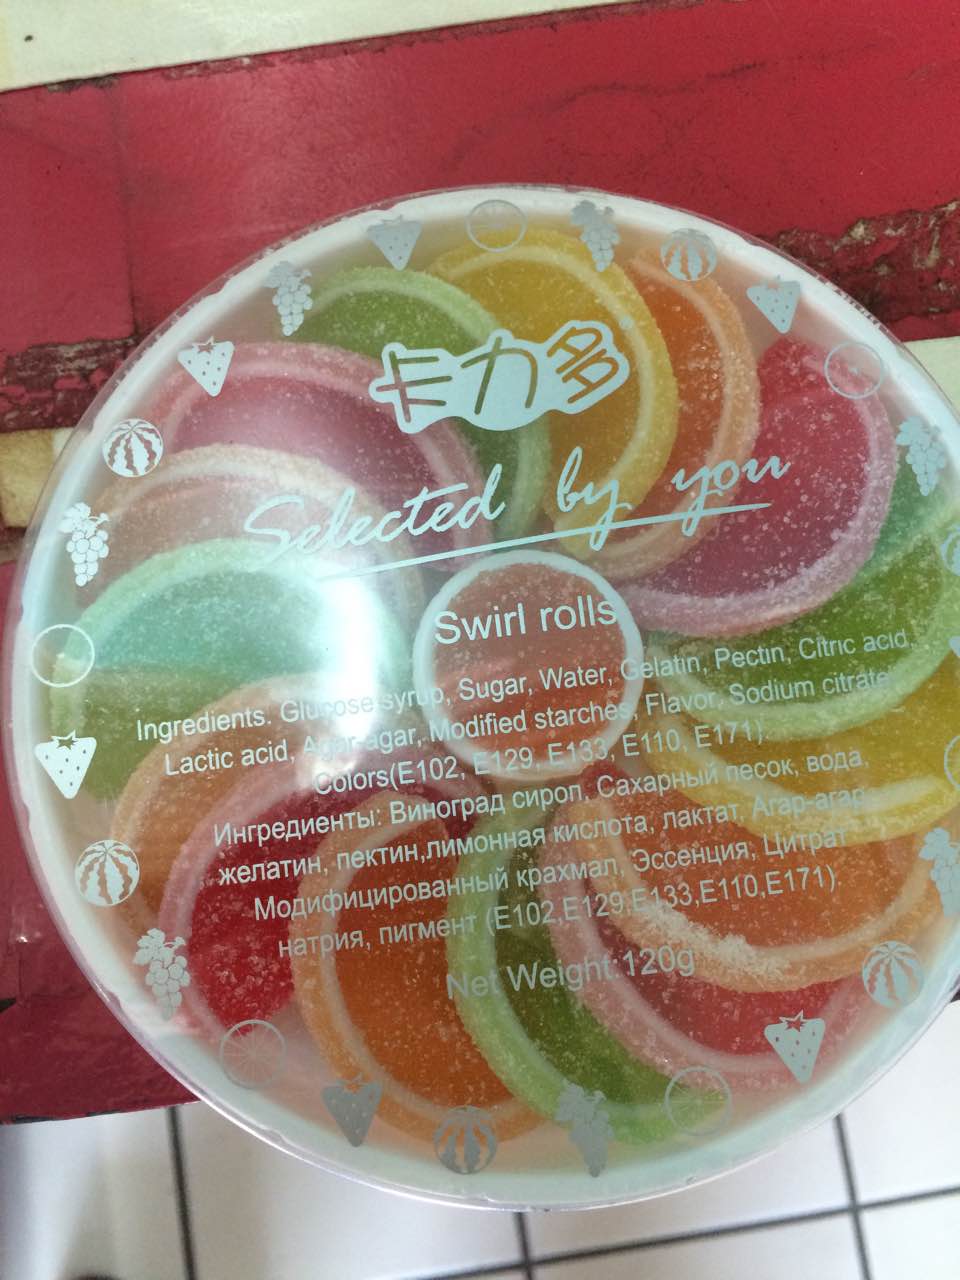 卡力
Selected by you
Swirl rolls
Ingredients. Glucose syrup, Sugar, Water, Gelatin, Pectin, Citric acid,
Lactic acid, Agar-agar, Modified starches, Flavor, Sodium citrate,
Colors(E102, E129, E133, E110, E171).
Ингредиенты: Виноград сироп, Сахарный песок, вода,
желатин, пектин,лимонная кислота, лактат, Агар-агар,
Модифицированный крахмал, Эссенция, Цитрат
натрия, пигмент (E102,E129,E133,E110,E171).
Net Weight:120g